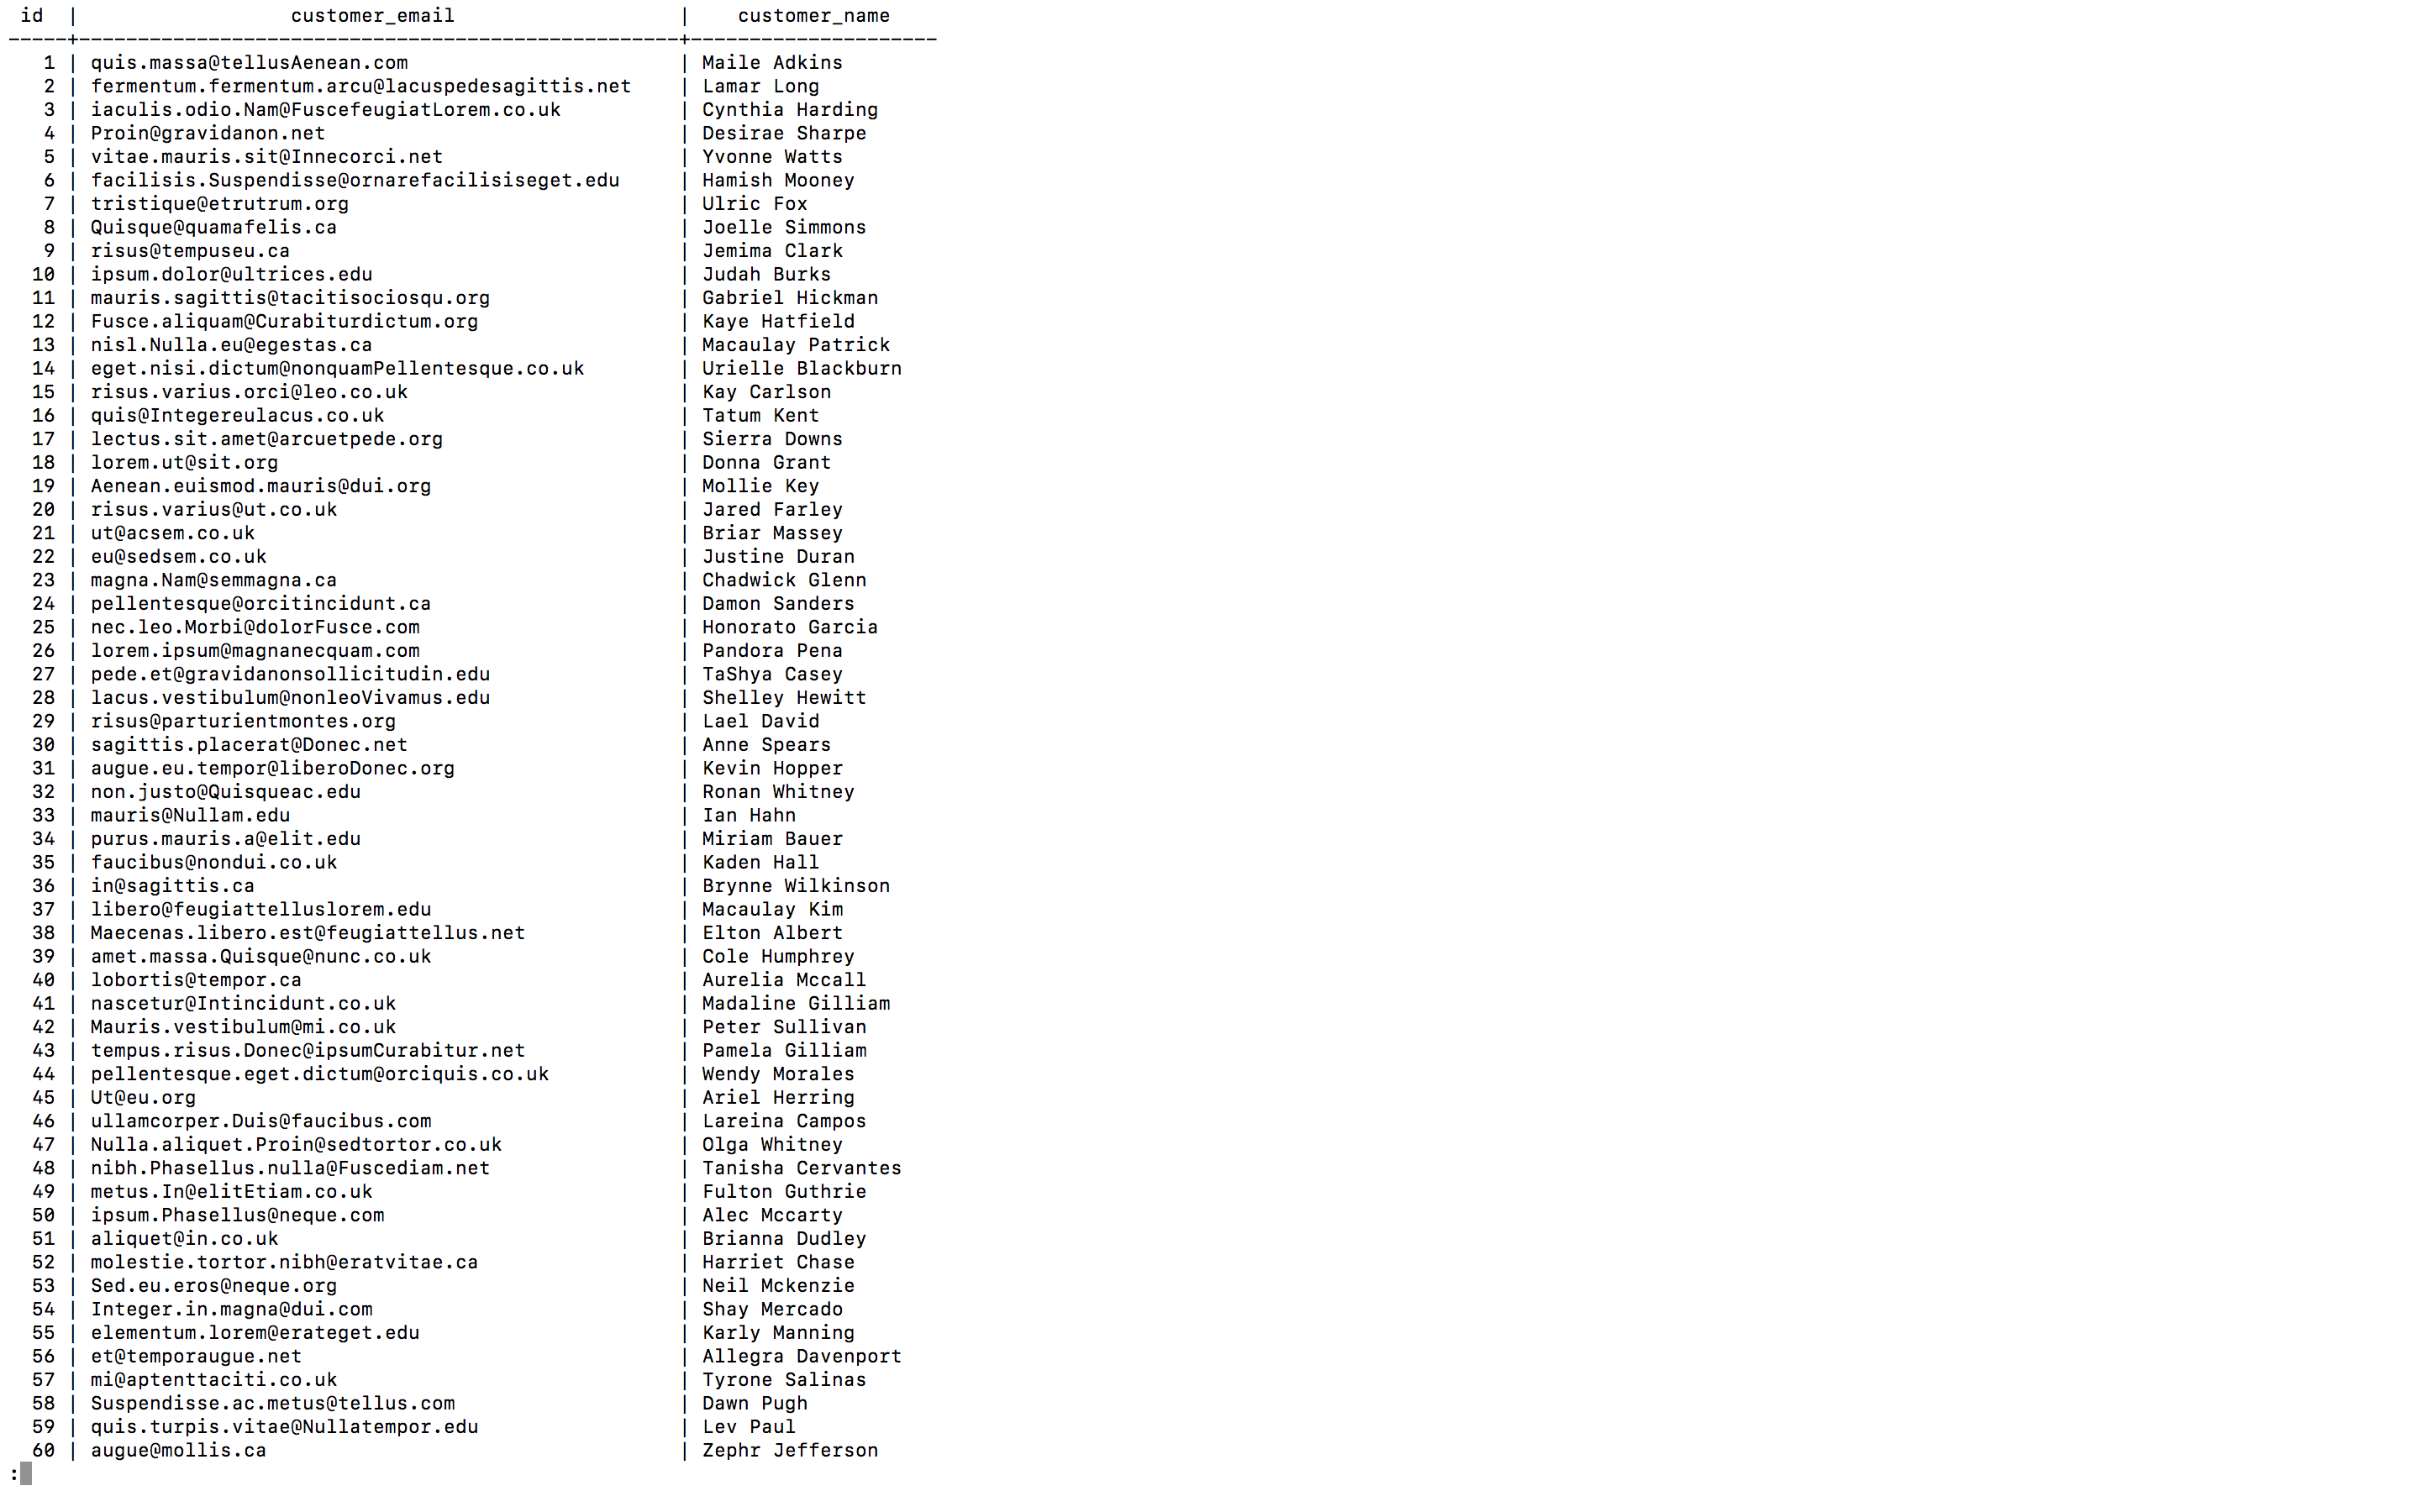 id | customer_email | customer_name
-----+---------------------------------------------------+---------------------
1 | quis.massa@tellusAenean.com | Maile Adkins
2 | fermentum.fermentum.arcu@lacuspedesagittis.net | Lamar Long
3 | iaculis.odio.Nam@FuscefeugiatLorem.co.uk | Cynthia Harding
4 | Proin@gravidanon.net | Desirae Sharpe
5 | vitae.mauris.sit@Innecorci.net | Yvonne Watts
6 | facilisis.Suspendisse@ornarefacilisiseget.edu | Hamish Mooney
7 | tristique@etrutrum.org | Ulric Fox
8 | Quisque@quamafelis.ca | Joelle Simmons
9 | risus@tempuseu.ca | Jemima Clark
10 | ipsum.dolor@ultrices.edu | Judah Burks
11 | mauris.sagittis@tacitisociosqu.org | Gabriel Hickman
12 | Fusce.aliquam@Curabiturdictum.org | Kaye Hatfield
13 | nisl.Nulla.eu@egestas.ca | Macaulay Patrick
14 | eget.nisi.dictum@nonquamPellentesque.co.uk | Urielle Blackburn
15 | risus.varius.orci@leo.co.uk | Kay Carlson
16 | quis@Integereulacus.co.uk | Tatum Kent
17 | lectus.sit.amet@arcuetpede.org | Sierra Downs
18 | lorem.ut@sit.org | Donna Grant
19 | Aenean.euismod.mauris@dui.org | Mollie Key
20 | risus.varius@ut.co.uk | Jared Farley
21 | ut@acsem.co.uk | Briar Massey
22 | eu@sedsem.co.uk | Justine Duran
23 | magna.Nam@semmagna.ca | Chadwick Glenn
24 | pellentesque@orcitincidunt.ca | Damon Sanders
25 | nec.leo.Morbi@dolorFusce.com | Honorato Garcia
26 | lorem.ipsum@magnanecquam.com | Pandora Pena
27 | pede.et@gravidanonsollicitudin.edu | TaShya Casey
28 | lacus.vestibulum@nonleoVivamus.edu | Shelley Hewitt
29 | risus@parturientmontes.org | Lael David
30 | sagittis.placerat@Donec.net | Anne Spears
31 | augue.eu.tempor@liberoDonec.org | Kevin Hopper
32 | non.justo@Quisqueac.edu | Ronan Whitney
33 | mauris@Nullam.edu | Ian Hahn
34 | purus.mauris.a@elit.edu | Miriam Bauer
35 | faucibus@nondui.co.uk | Kaden Hall
36 | in@sagittis.ca | Brynne Wilkinson
37 | libero@feugiattelluslorem.edu | Macaulay Kim
38 | Maecenas.libero.est@feugiattellus.net | Elton Albert
39 | amet.massa.Quisque@nunc.co.uk | Cole Humphrey
40 | lobortis@tempor.ca | Aurelia Mccall
41 | nascetur@Intincidunt.co.uk | Madaline Gilliam
42 | Mauris.vestibulum@mi.co.uk | Peter Sullivan
43 | tempus.risus.Donec@ipsumCurabitur.net | Pamela Gilliam
44 | pellentesque.eget.dictum@orciquis.co.uk | Wendy Morales
45 | Ut@eu.org | Ariel Herring
46 | ullamcorper.Duis@faucibus.com | Lareina Campos
47 | Nulla.aliquet.Proin@sedtortor.co.uk | Olga Whitney
48 | nibh.Phasellus.nulla@Fuscediam.net | Tanisha Cervantes
49 | metus.In@elitEtiam.co.uk | Fulton Guthrie
50 | ipsum.Phasellus@neque.com | Alec Mccarty
51 | aliquet@in.co.uk | Brianna Dudley
52 | molestie.tortor.nibh@eratvitae.ca | Harriet Chase
53 | Sed.eu.eros@neque.org | Neil Mckenzie
54 | Integer.in.magna@dui.com | Shay Mercado
55 | elementum.lorem@erateget.edu | Karly Manning
56 | et@temporaugue.net | Allegra Davenport
57 | mi@aptenttaciti.co.uk | Tyrone Salinas
58 | Suspendisse.ac.metus@tellus.com | Dawn Pugh
59 | quis.turpis.vitae@Nullatempor.edu | Lev Paul
60 | augue@mollis.ca | Zephr Jefferson
: